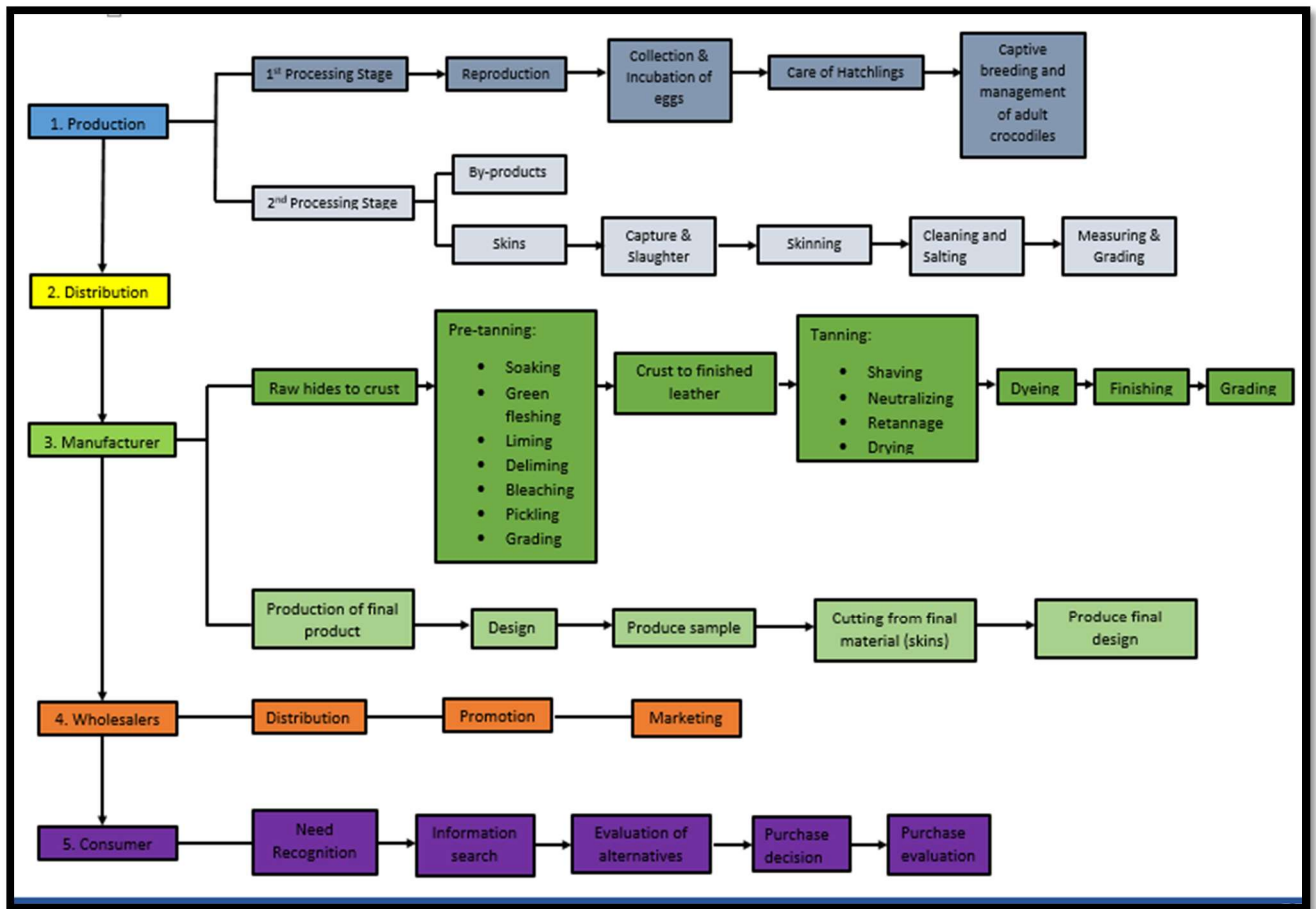 1. Production
1st Processing Stage
Reproduction
Collection &
Incubation of
eggs
Care of Hatchlings
Captive
breeding and
management
of adult
crocodiles
2nd Processing Stage
By-products
Skins
Capture &
Slaughter
Skinning
Cleaning and
Salting
Measuring &
Grading
2. Distribution
3. Manufacturer
Raw hides to crust
Pre-tanning:
• Soaking
• Green
fleshing
• Liming
• Deliming
• Bleaching
• Pickling
• Grading
Crust to finished
leather
Tanning:
• Shaving
• Neutralizing
• Retannage
• Drying
Dyeing
Finishing
Grading
Production of final
product
Design
Produce sample
Cutting from final
material (skins)
Produce final
design
4. Wholesalers
Distribution
Promotion
Marketing
5. Consumer
Need
Recognition
Information
search
Evaluation of
alternatives
Purchase
decision
Purchase
evaluation